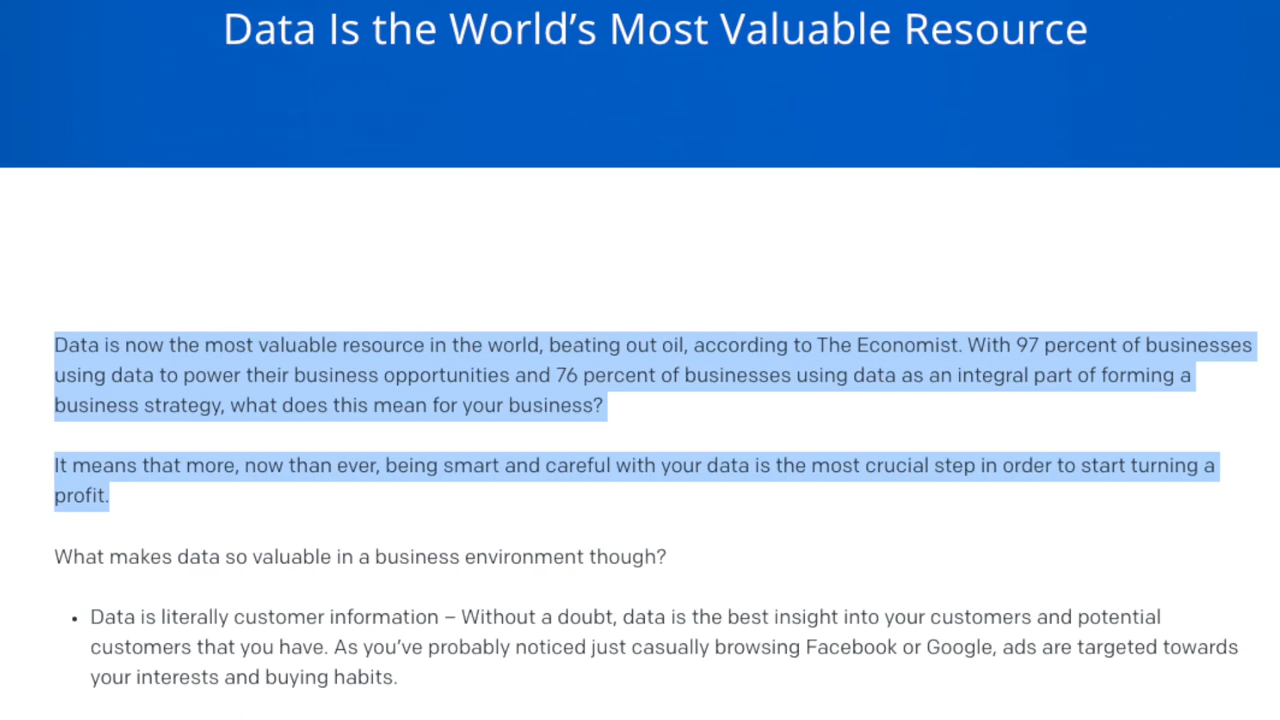 Data Is the World’s Most Valuable Resource
Data is now the most valuable resource in the world, beating out oil, according to The Economist. With 97 percent of businesses
using data to power their business opportunities and 76 percent of businesses using data as an integral part of forming a
business strategy, what does this mean for your business?
It means that more, now than ever, being smart and careful with your data is the most crucial step in order to start turning a
profit.
What makes data so valuable in a business environment though?
• Data is literally customer information – Without a doubt, data is the best insight into your customers and potential
customers that you have. As you’ve probably noticed just casually browsing Facebook or Google, ads are targeted towards
your interests and buying habits.